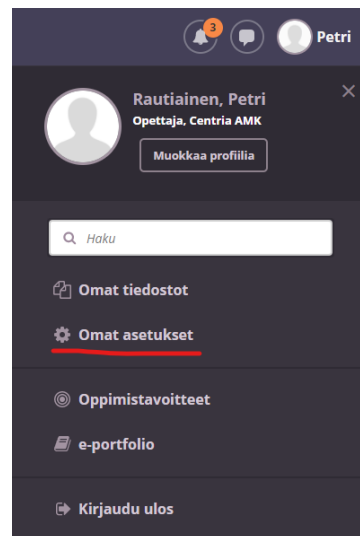 3
Petri
Rautiainen, Petri
Opettaja, Centria AMK
Muokkaa profiilia
Haku
Omat tiedostot
Omat asetukset
Oppimistavoitteet
e-portfolio
Kirjaudu ulos